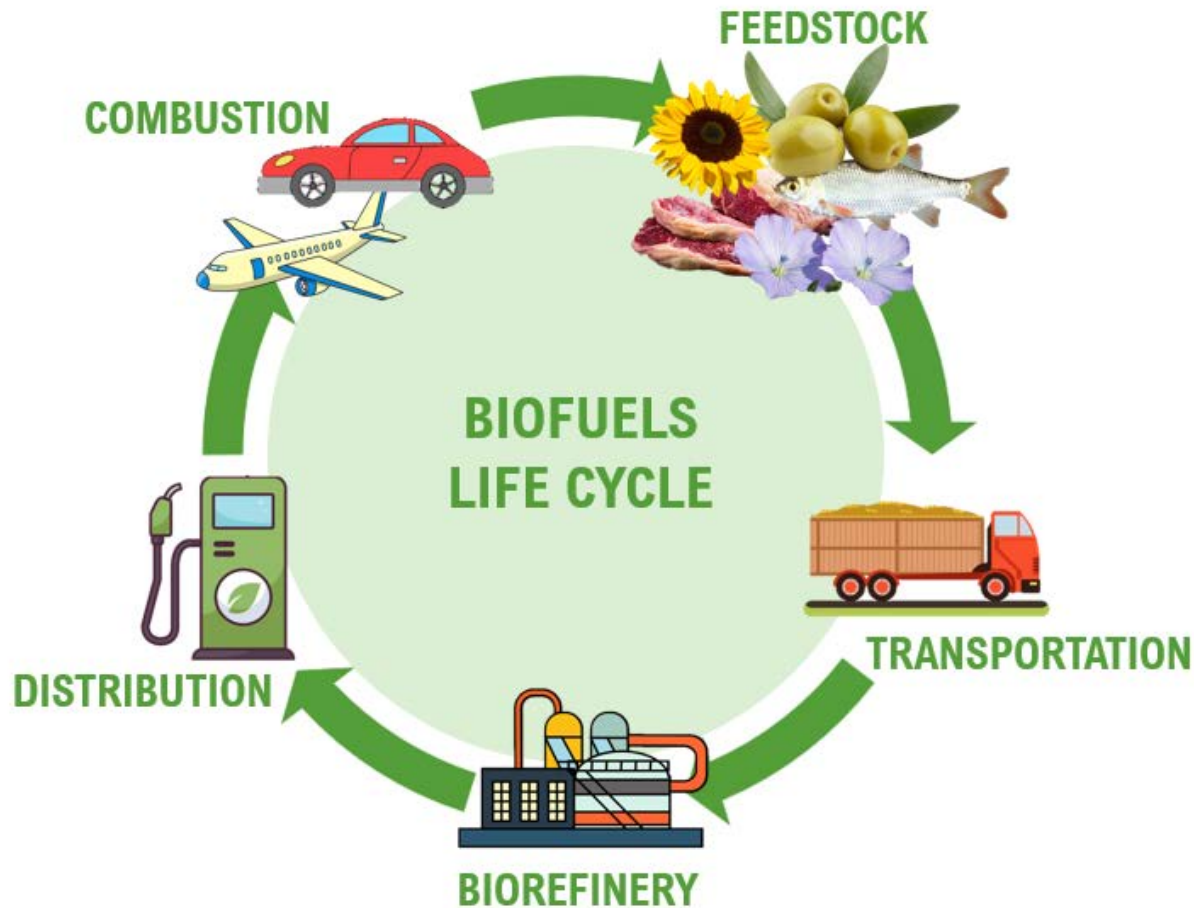 FEEDSTOCK
COMBUSTION
BIOFUELS
LIFE CYCLE
TRANSPORTATION
DISTRIBUTION
BIOREFINERY